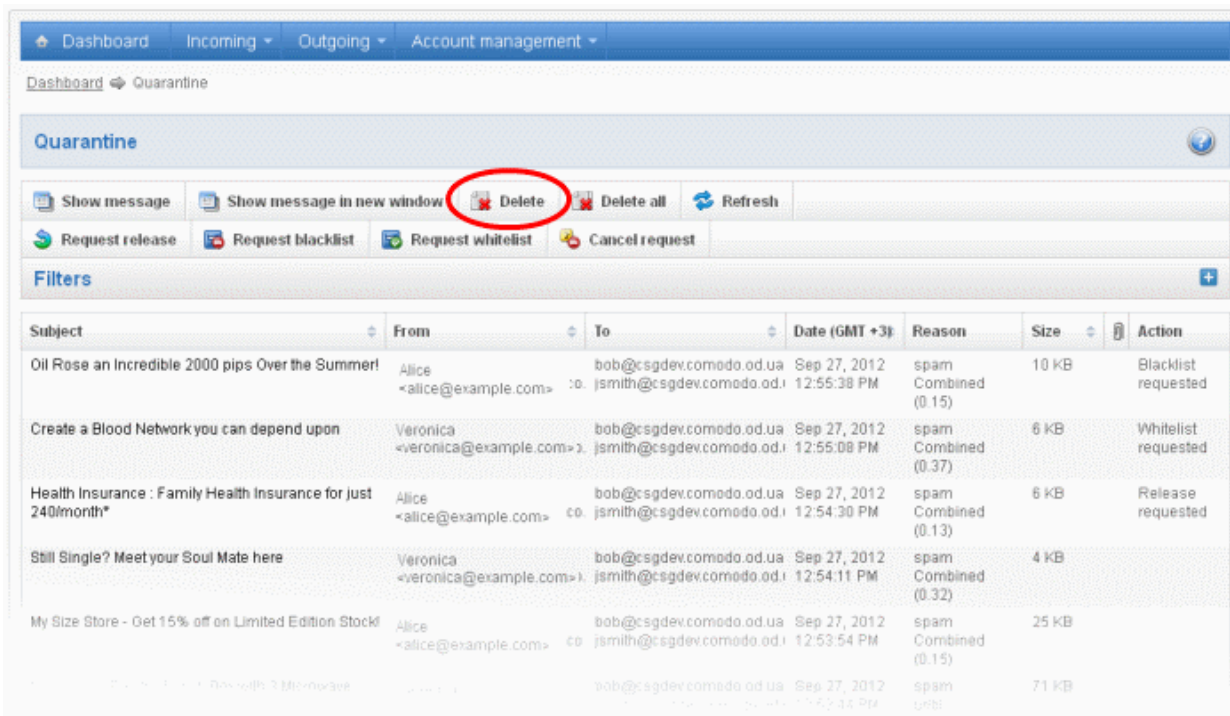 Dashboard Incoming Outgoing Account management
Dashboard Quarantine
Quarantine
Show message Show message in new window Delete Delete all Refresh
Request release Request blacklist Request whitelist Cancel request
Filters
Subject From To Date (GMT +3) Reason Size Action
Oil Rose an Incredible 2000 pips Over the Summer! Alice bob@csgdev.comodo.od.ua Sep 27, 2012 spam 10 KB Blacklist
<alice@example.com> jsmith@csgdev.comodo.od. 12:55:38 PM Combined requested
(0.15)
Create a Blood Network you can depend upon Veronica bob@csgdev.comodo.od.ua Sep 27, 2012 spam 6 KB Whitelist
<veronica@example.com> jsmith@csgdev.comodo.od. 12:55:08 PM Combined requested
(0.37)
Health Insurance : Family Health Insurance for just Alice bob@csgdev.comodo.od.ua Sep 27, 2012 spam 6 KB Release
240/month* <alice@example.com> co. jsmith@csgdev.comodo.od. 12:54:30 PM Combined requested
(0.13)
Still Single? Meet your Soul Mate here Veronica bob@csgdev.comodo.od.ua Sep 27, 2012 spam 4 KB
<veronica@example.com> jsmith@csgdev.comodo.od. 12:54:11 PM Combined
(0.32)
My Size Store - Get 15% off on Limited Edition Stock! Alice bob@csgdev.comodo.od.ua Sep 27, 2012 spam 25 KB
<alice@example.com> co jsmith@csgdev.comodo.od. 12:53:54 PM Combined
(0.15)
Microwave bob@csgdev.comodo.od.ua Sep 27, 2012 spam 71 KB